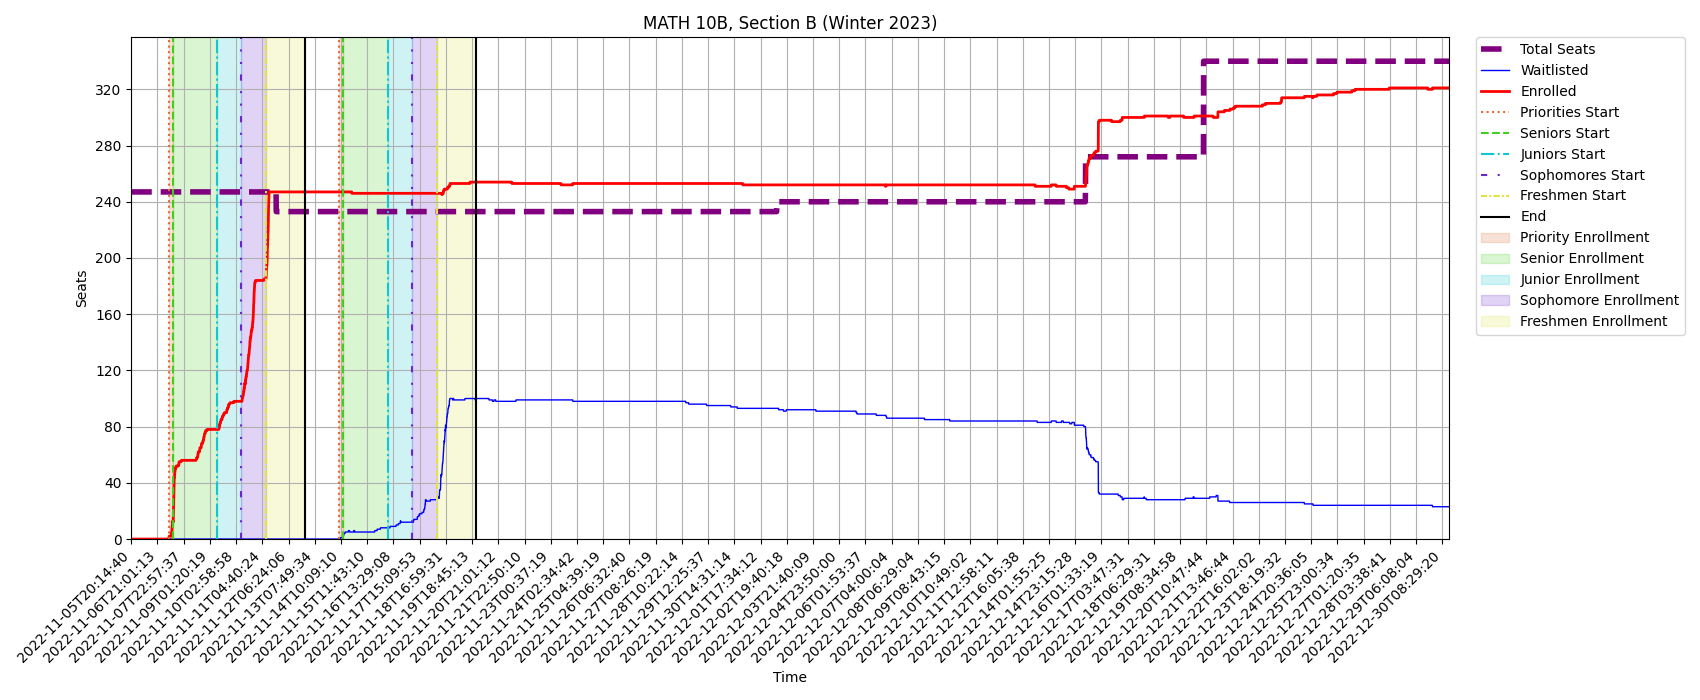 MATH 10B, Section B (Winter 2023)
Seats
320
280
240
200
160
120
80
40
0
2022-11-05T20:14:40
2022-11-06T21:01:13
2022-11-07T22:57:37
2022-11-09T01:20:19
2022-11-10T02:58:58
2022-11-11T04:40:24
2022-11-12T06:24:06
2022-11-13T07:49:34
2022-11-14T10:09:10
2022-11-15T11:43:10
2022-11-16T13:29:08
2022-11-17T15:09:53
2022-11-18T16:59:31
2022-11-19T18:45:13
2022-11-20T21:01:12
2022-11-21T22:50:10
2022-11-23T00:37:19
2022-11-24T02:34:42
2022-11-25T04:39:19
2022-11-26T06:32:40
2022-11-27T08:26:19
2022-11-28T10:22:14
2022-11-29T12:25:37
2022-11-30T14:31:14
2022-12-01T17:34:12
2022-12-02T19:40:18
2022-12-03T21:40:09
2022-12-04T23:50:00
2022-12-06T01:53:37
2022-12-07T04:00:04
2022-12-08T06:29:04
2022-12-09T08:43:15
2022-12-10T10:49:02
2022-12-11T12:58:11
2022-12-12T16:05:38
2022-12-14T01:55:25
2022-12-14T23:15:28
2022-12-16T01:33:19
2022-12-17T03:47:31
2022-12-18T06:29:31
2022-12-19T08:34:58
2022-12-20T10:47:44
2022-12-21T13:46:44
2022-12-22T16:02:02
2022-12-23T18:19:32
2022-12-24T20:36:05
2022-12-25T23:00:34
2022-12-27T01:20:35
2022-12-28T03:38:41
2022-12-29T06:08:04
2022-12-30T08:29:20
Time
Total Seats
Waitlisted
Enrolled
Priorities Start
Seniors Start
Juniors Start
Sophomores Start
Freshmen Start
End
Priority Enrollment
Senior Enrollment
Junior Enrollment
Sophomore Enrollment
Freshmen Enrollment